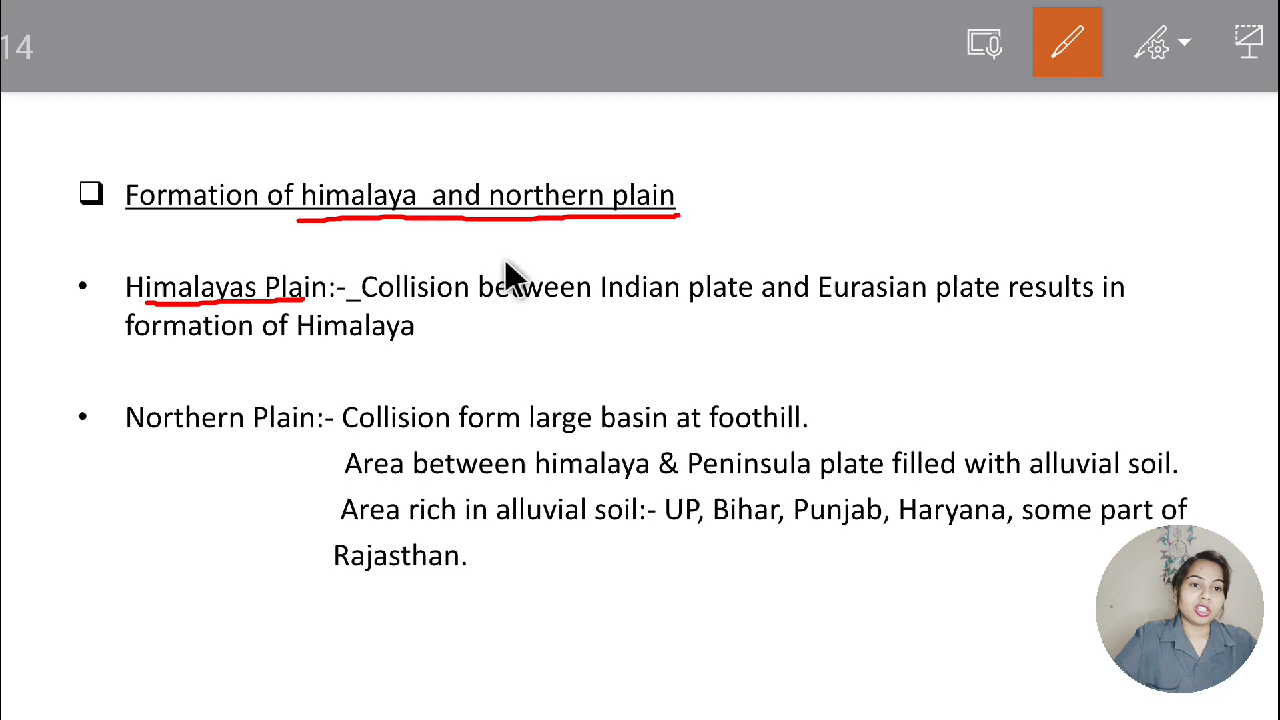 14
Formation of himalaya  and northern plain
Himalayas Plain:-_Collision between Indian plate and Eurasian plate results in
formation of Himalaya
Northern Plain:- Collision form large basin at foothill.
Area between himalaya & Peninsula plate filled with alluvial soil.
Area rich in alluvial soil:- UP, Bihar, Punjab, Haryana, some part of
Rajasthan.